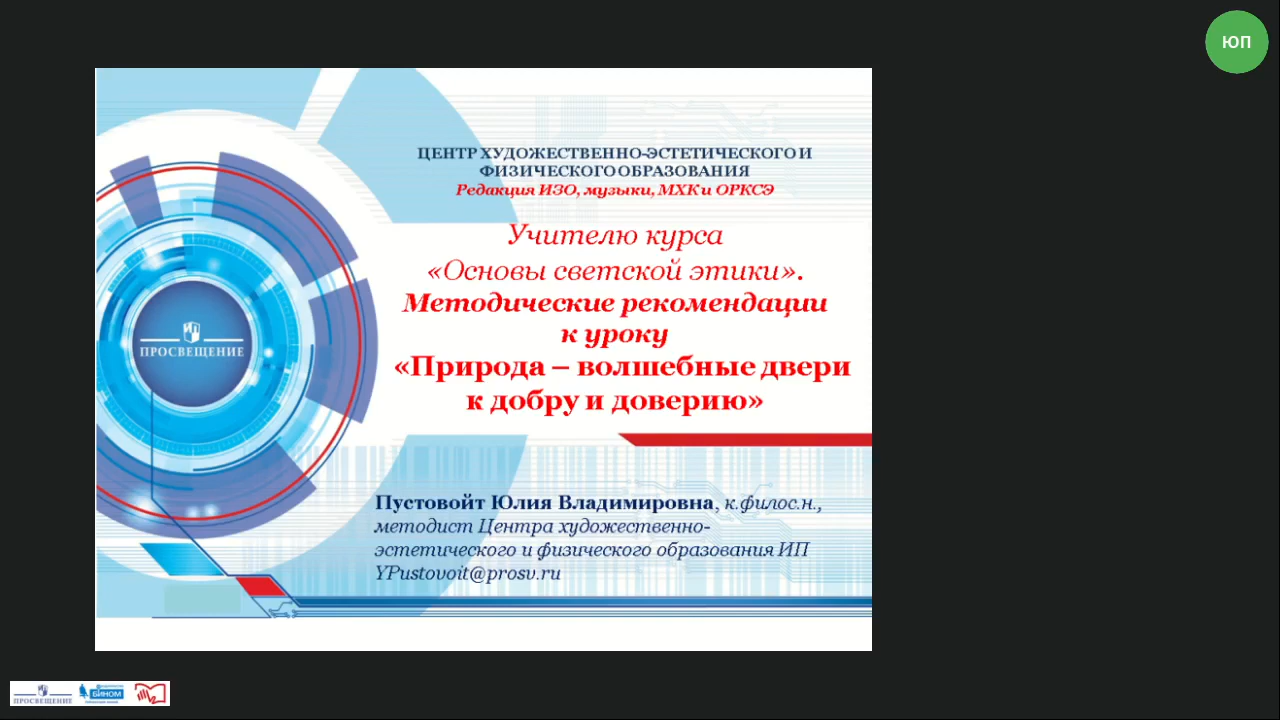 ЮП
ЦЕНТР ХУДОЖЕСТВЕННО-ЭСТЕТИЧЕСКОГО И
ФИЗИЧЕСКОГО ОБРАЗОВАНИЯ
Редакция ИЗО, музыки, МХК и ОРКСЭ
Учителю курса
«Основы светской этики».
Методические рекомендации
к уроку
«Природа – волшебные двери
к добру и доверию»
ПРОСВЕЩЕНИЕ
Пустовойт Юлия Владимировна, к.филос.н.,
методист Центра художественно-
эстетического и физического образования ИП
YPustovoit@prosv.ru
ПРОСВЕЩЕНИЕ
БИНОМ